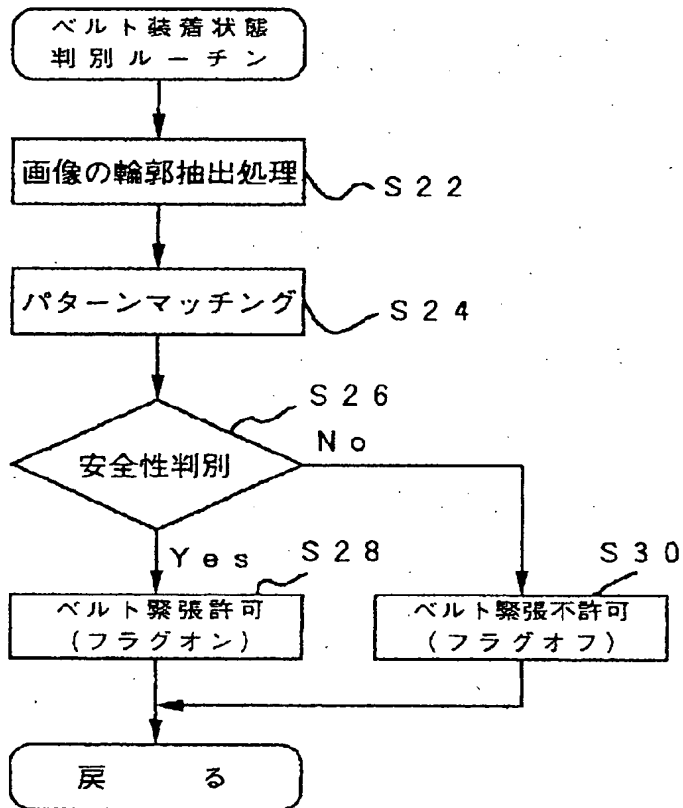 ベルト装着状態
判別ルーチン
画像の輪郭抽出処理
S22
パターンマッチング
S24
S26
安全性判別
No
Yes
S28
S30
ベルト緊張許可
(フラグオン)
ベルト緊張不許可
(フラグオフ)
戻る